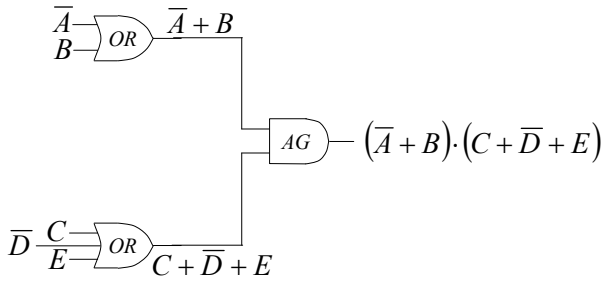 A̅ OR A̅ + B
B
AG (A̅ + B)·(C + D̅ + E)
C
D̅ OR
E C + D̅ + E